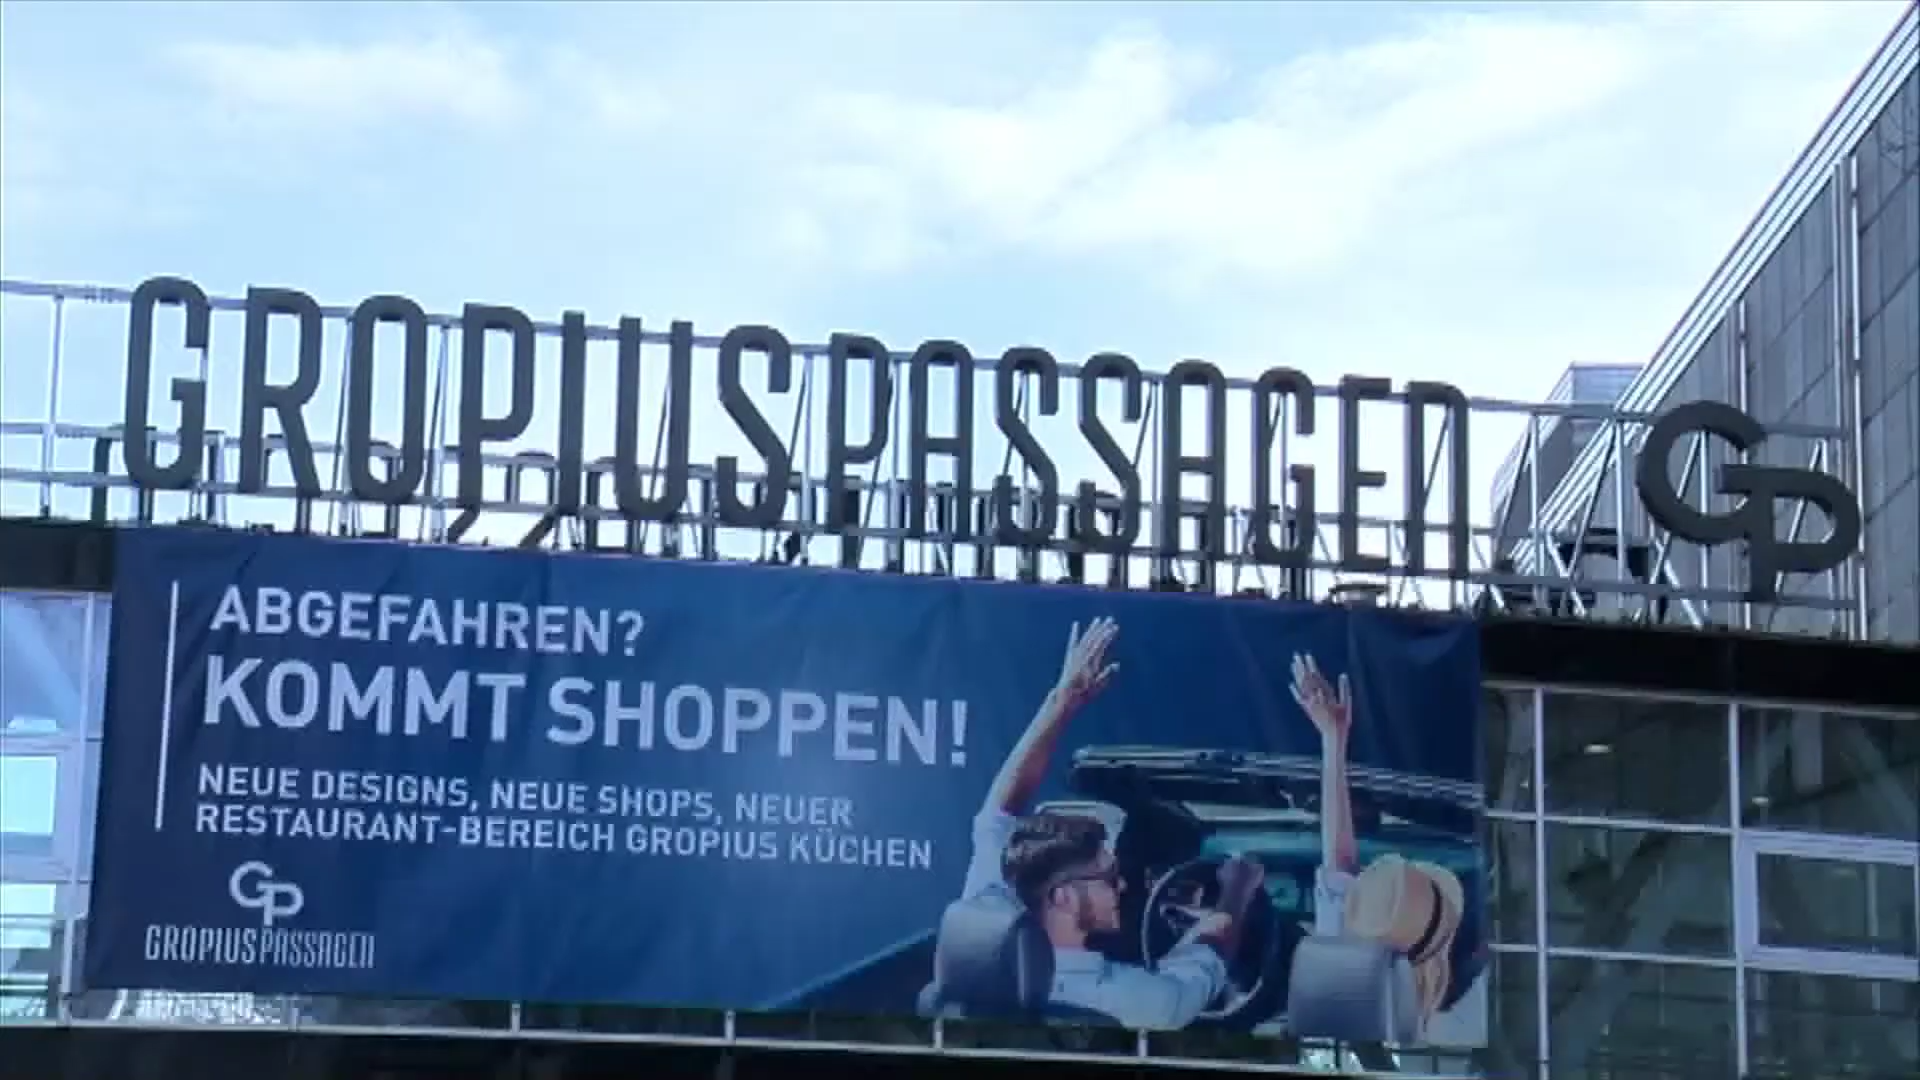 GROPIUSPASSAGEN GP
ABGEFAHREN?
KOMMT SHOPPEN!
NEUE DESIGNS, NEUE SHOPS, NEUER
RESTAURANT-BEREICH GROPIUS KÜCHEN
GP
GROPIUSPASSAGEN